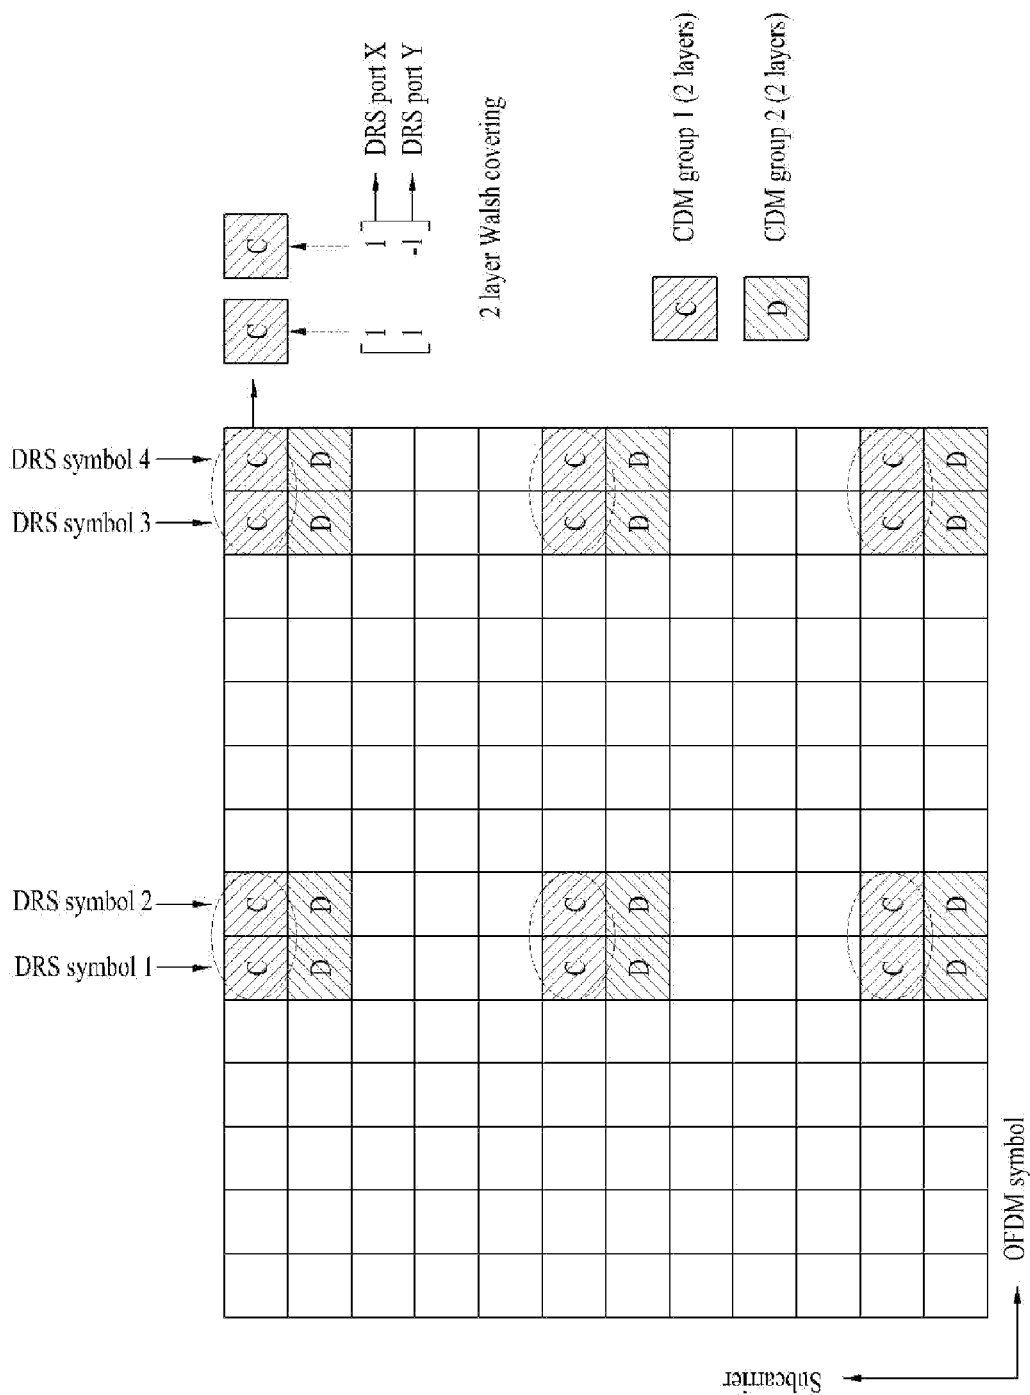 DRS symbol 1
DRS symbol 2
DRS symbol 3
DRS symbol 4
C C C C C C
D D D D D D
C C C C C C
D D D D D D
C C
1 1
1 -1
DRS port X
DRS port Y
2 layer Walsh covering
C CDM group 1 (2 layers)
D CDM group 2 (2 layers)
Subcarrier
OFDM symbol